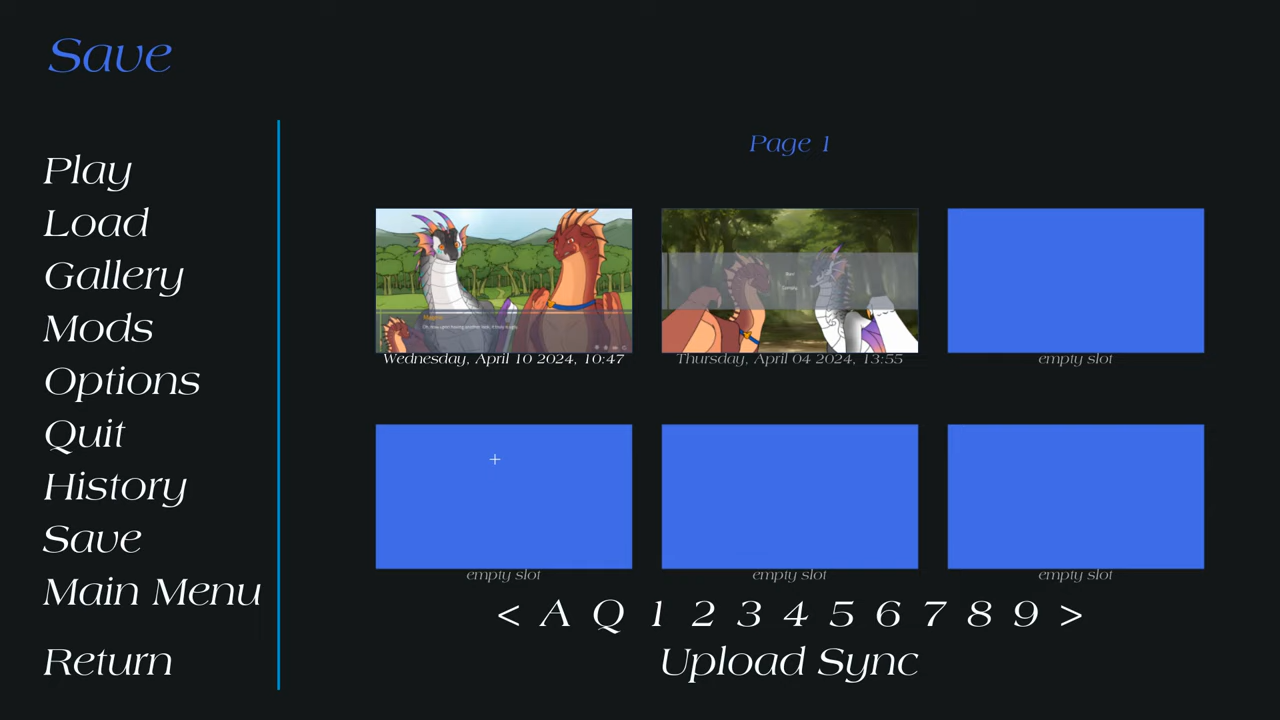 Save
Play
Load
Gallery
Mods
Options
Quit
History
Save
Main Menu
Return
Page 1
Wednesday, April 10 2024, 10:47
Thursday, April 04 2024, 13:55
empty slot
empty slot
empty slot
empty slot
< A Q 1 2 3 4 5 6 7 8 9 >
Upload Sync